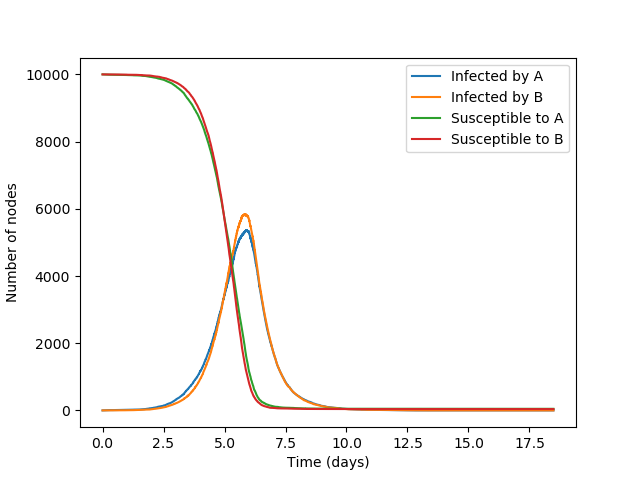 Infected by A
Infected by B
Susceptible to A
Susceptible to B
10000
8000
6000
4000
2000
0
Number of nodes
0.0 2.5 5.0 7.5 10.0 12.5 15.0 17.5
Time (days)